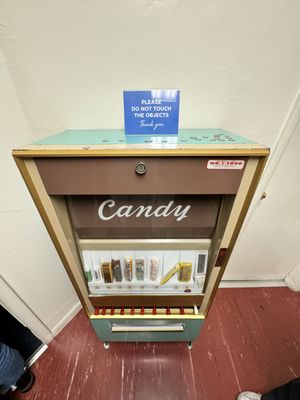 PLEASE
DO NOT TOUCH
THE OBJECTS
Thank you
Candy